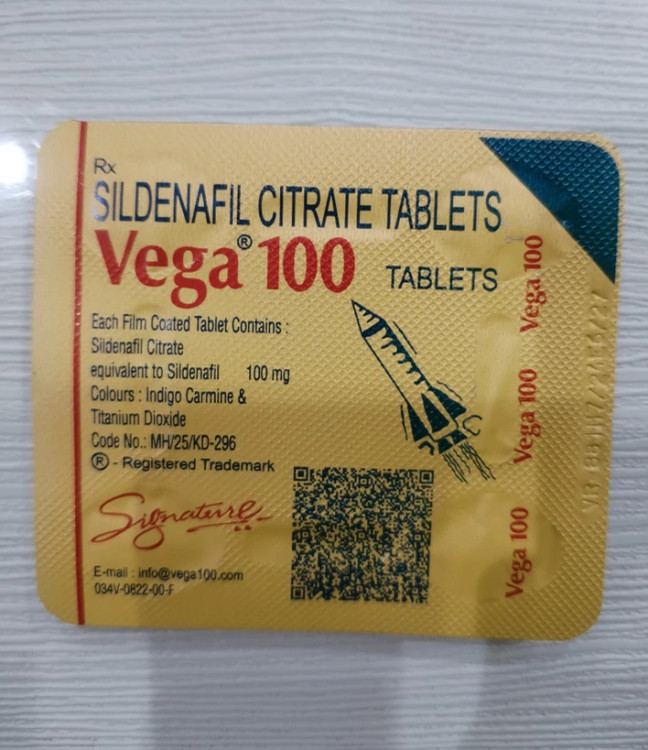 Rx
SILDENAFIL CITRATE TABLETS
Vega® 100 TABLETS
Each Film Coated Tablet Contains :
Sildenafil Citrate
equivalent to Sildenafil 100 mg
Colours : Indigo Carmine &
Titanium Dioxide
Code No.: MH/25/KD-296
® - Registered Trademark
Signature
E-mail : info@vega100.com
034V-0822-00-F
Vega 100
Vega 100
Vega 100